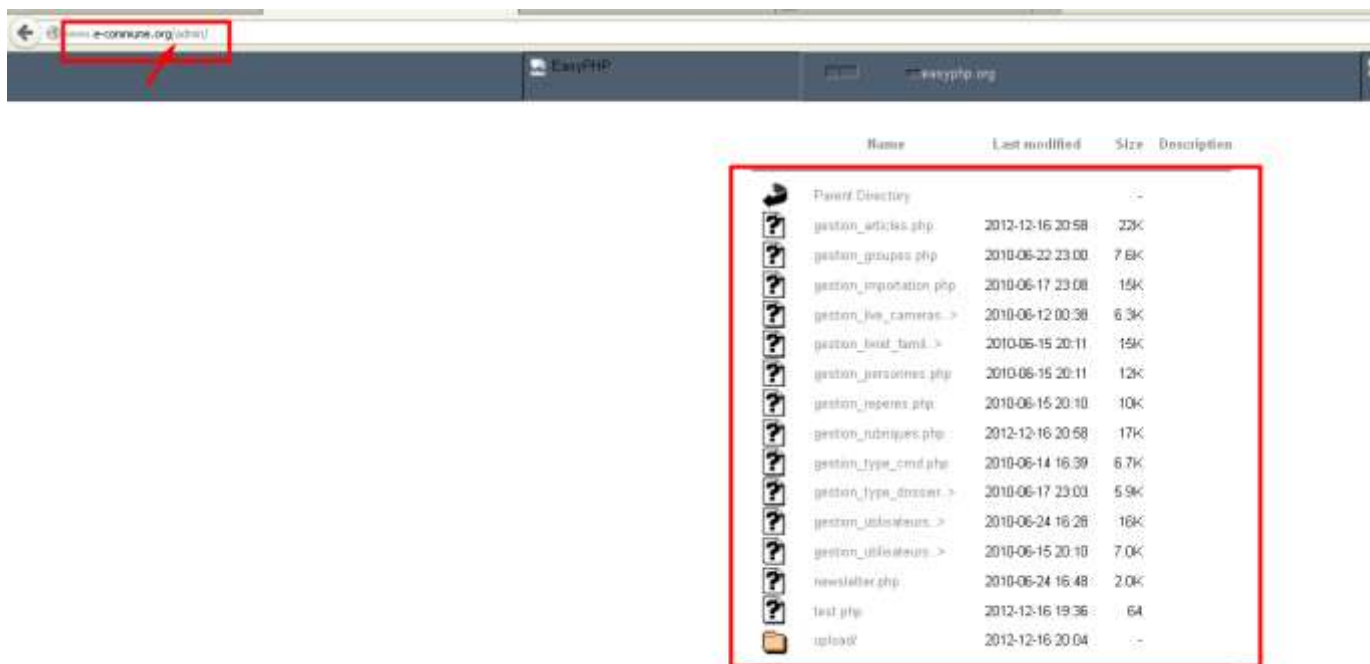 www.e-commune.org/admin/
EasyPHP easyphp.org
Name Last modified Size Description
Parent Directory -
gestion_articles.php 2012-12-16 20:58 22K
gestion_groupes.php 2010-06-22 23:00 7.6K
gestion_importation.php 2010-06-17 23:08 15K
gestion_live_cameras..> 2010-06-12 00:38 6.3K
2010-06-15 20:11 15K
gestion_personnes.php 2010-06-15 20:11 12K
gestion_reperes.php 2010-06-15 20:10 10K
gestion_rubriques.php 2012-12-16 20:58 17K
gestion_type_cmd.php 2010-06-14 16:39 6.7K
gestion_type_dossier..> 2010-06-17 23:03 5.9K
gestion_utilisateurs..> 2010-06-24 16:28 16K
gestion_utilisateurs..> 2010-06-15 20:10 7.0K
newsletter.php 2010-06-24 16:48 2.0K
test.php 2012-12-16 19:36 64
upload/ 2012-12-16 20:04 -